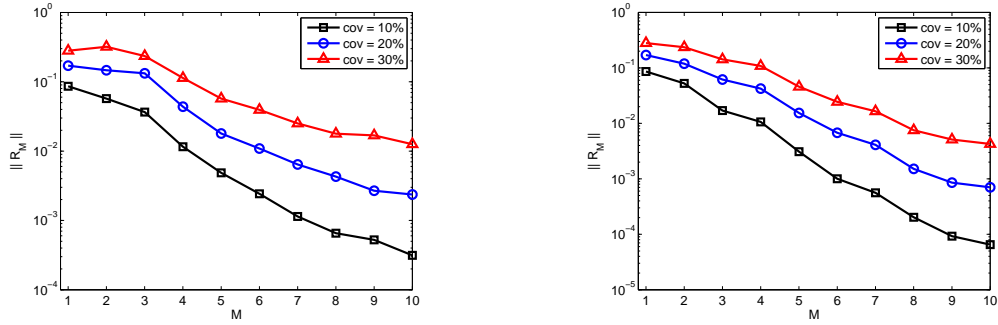 10^0
10^-1
10^-2
10^-3
10^-4
|| R_M ||
1 2 3 4 5 6 7 8 9 10
M
cov = 10%
cov = 20%
cov = 30%
10^0
10^-1
10^-2
10^-3
10^-4
10^-5
|| R_M ||
1 2 3 4 5 6 7 8 9 10
M
cov = 10%
cov = 20%
cov = 30%